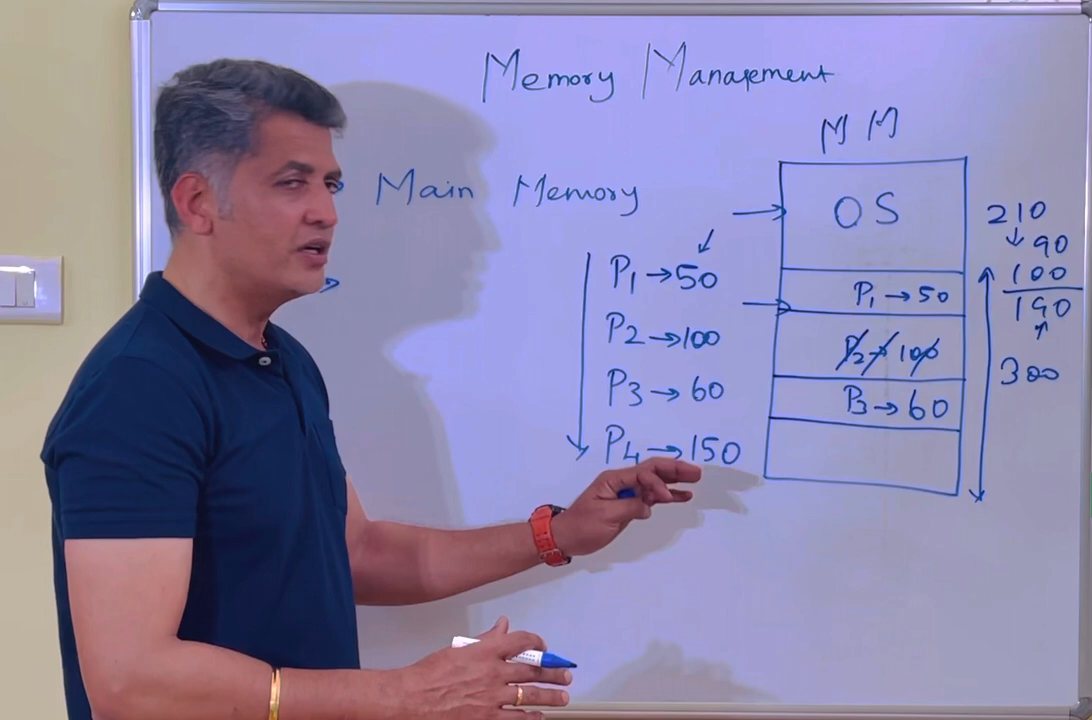 Memory Management
Main Memory
P1 → 50
P2 → 100
P3 → 60
P4 → 150
MM
OS
P1 → 50
P2 → 100
P3 → 60
210
90
100
190
300